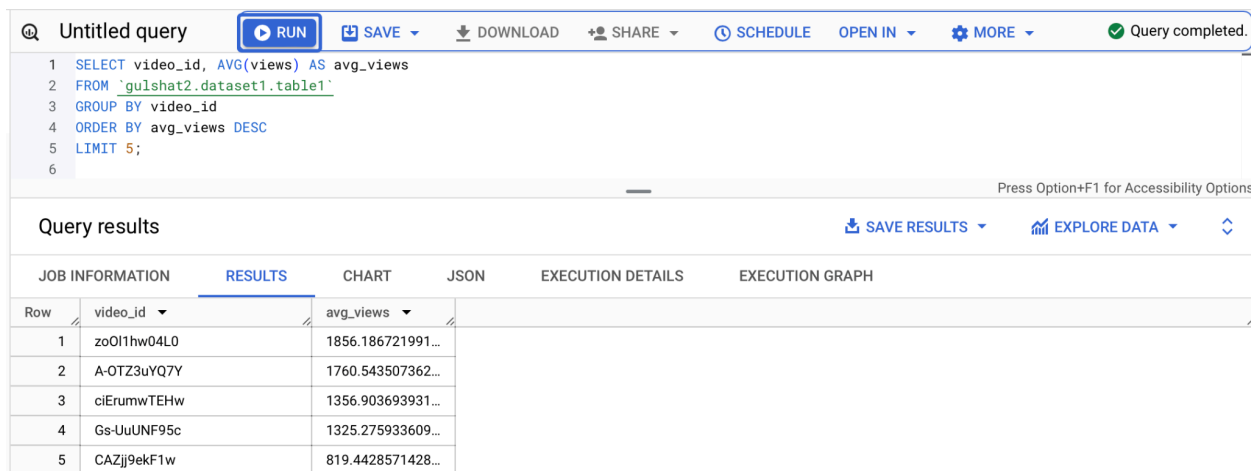 Untitled query RUN SAVE DOWNLOAD SHARE SCHEDULE OPEN IN MORE Query completed.
1 SELECT video_id, AVG(views) AS avg_views
2 FROM `gulshat2.dataset1.table1`
3 GROUP BY video_id
4 ORDER BY avg_views DESC
5 LIMIT 5;
6
Press Option+F1 for Accessibility Options
Query results SAVE RESULTS EXPLORE DATA
JOB INFORMATION RESULTS CHART JSON EXECUTION DETAILS EXECUTION GRAPH
Row video_id avg_views
1 zoOl1hw04L0 1856.186721991…
2 A-OTZ3uYQ7Y 1760.543507362…
3 ciErumwTEHw 1356.903693931…
4 Gs-UuUNF95c 1325.275933609…
5 CAZjj9ekF1w 819.4428571428…